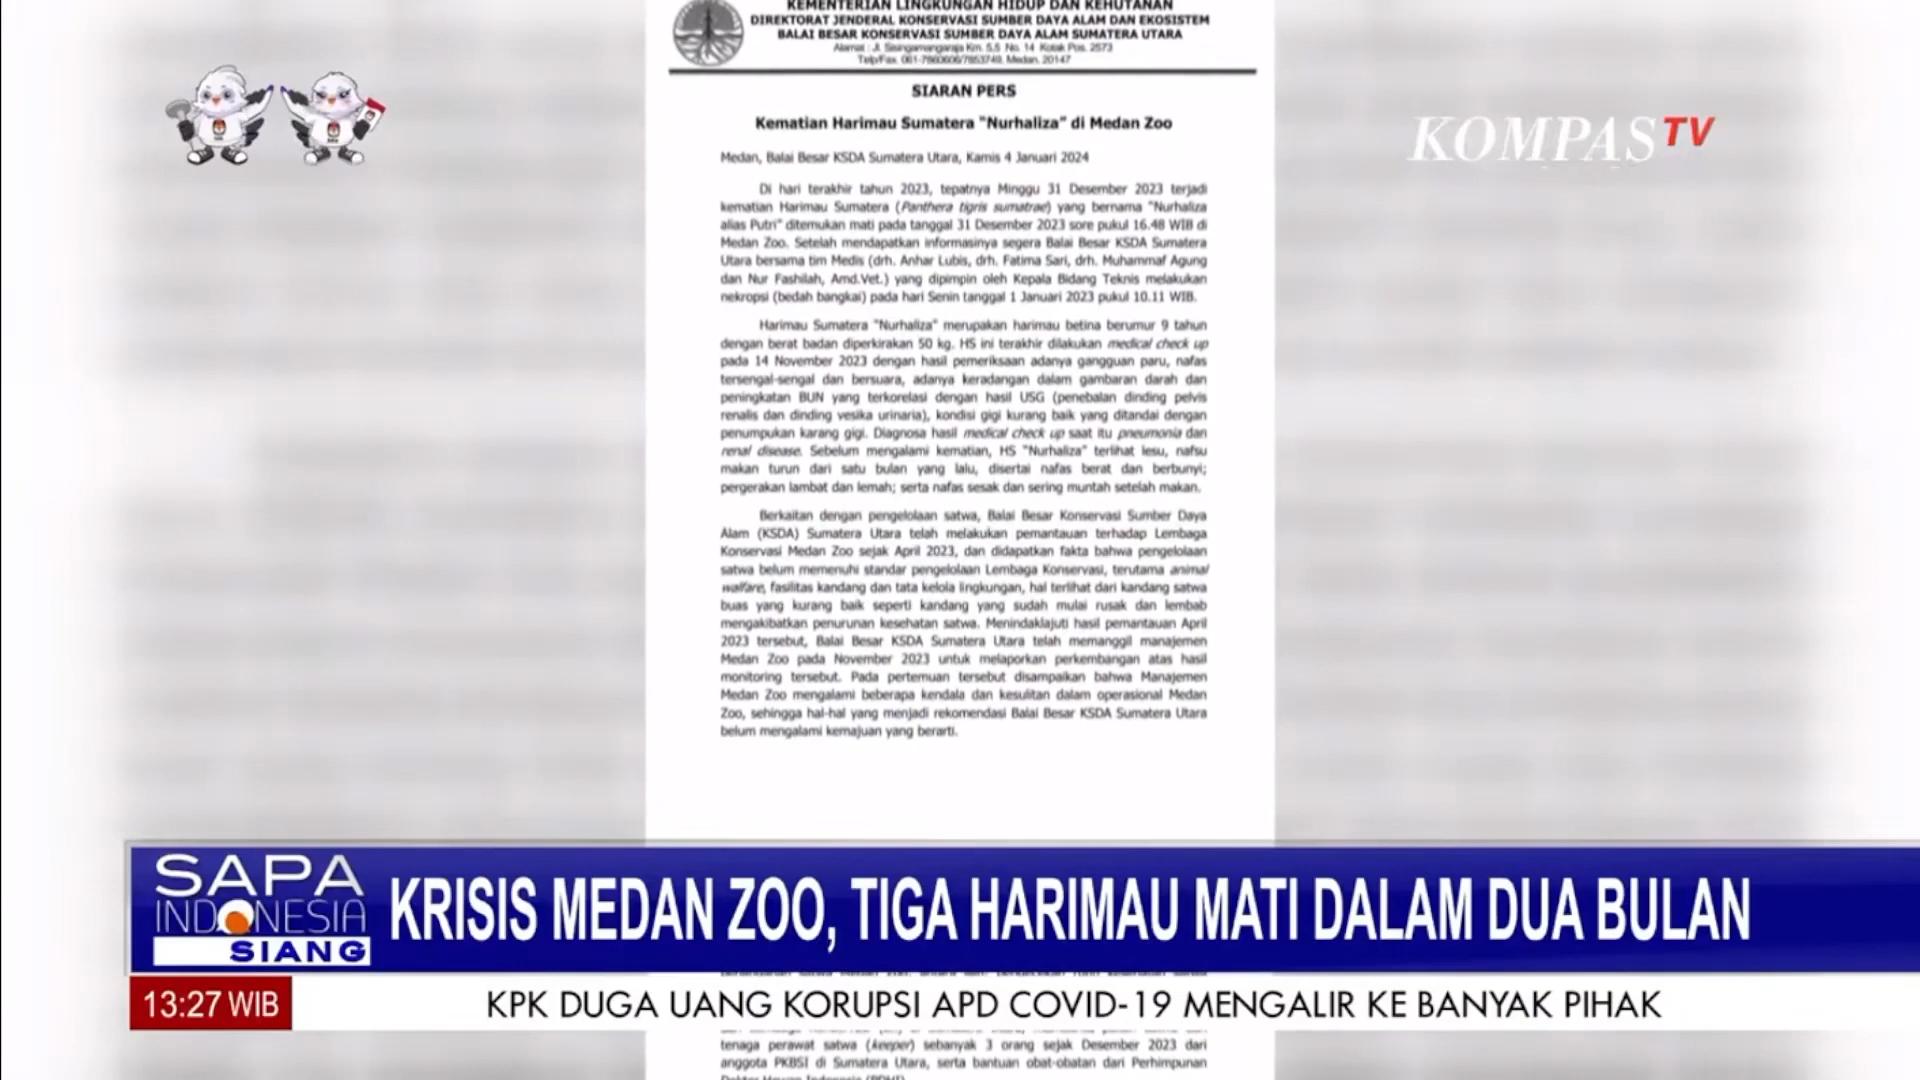 KEMENTERIAN LINGKUNGAN HIDUP DAN KEHUTANAN
DIREKTORAT JENDERAL KONSERVASI SUMBER DAYA ALAM DAN EKOSISTEM
BALAI BESAR KONSERVASI SUMBER DAYA ALAM SUMATERA UTARA
Alamat : Jl. Sisingamangaraja Km. 5,5 No. 14 Kotak Pos. 2573
Telp/Fax. 061-7860606/7853749. Medan. 20147
SIARAN PERS
Kematian Harimau Sumatera "Nurhaliza" di Medan Zoo
KOMPAS TV
Medan, Balai Besar KSDA Sumatera Utara, Kamis 4 Januari 2024
Di hari terakhir tahun 2023, tepatnya Minggu 31 Desember 2023 terjadi
kematian Harimau Sumatera (Panthera tigris sumatrae) yang bernama "Nurhaliza
alias Putri" ditemukan mati pada tanggal 31 Desember 2023 sore pukul 16.48 WIB di
Medan Zoo. Setelah mendapatkan informasinya segera Balai Besar KSDA Sumatera
Utara bersama tim Medis (drh. Anhar Lubis, drh. Fatima Sari, drh. Muhammaf Agung
dan Nur Fashilah, Amd.Vet.) yang dipimpin oleh Kepala Bidang Teknis melakukan
nekropsi (bedah bangkai) pada hari Senin tanggal 1 Januari 2023 pukul 10.11 WIB.
Harimau Sumatera "Nurhaliza" merupakan harimau betina berumur 9 tahun
dengan berat badan diperkirakan 50 kg. HS ini terakhir dilakukan medical check up
pada 14 November 2023 dengan hasil pemeriksaan adanya gangguan paru, nafas
tersengal-sengal dan bersuara, adanya keradangan dalam gambaran darah dan
peningkatan BUN yang terkorelasi dengan hasil USG (penebalan dinding pelvis
renalis dan dinding vesika urinaria), kondisi gigi kurang baik yang ditandai dengan
penumpukan karang gigi. Diagnosa hasil medical check up saat itu pneumonia dan
renal disease. Sebelum mengalami kematian, HS "Nurhaliza" terlihat lesu, nafsu
makan turun dari satu bulan yang lalu, disertai nafas berat dan berbunyi;
pergerakan lambat dan lemah; serta nafas sesak dan sering muntah setelah makan.
Berkaitan dengan pengelolaan satwa, Balai Besar Konservasi Sumber Daya
Alam (KSDA) Sumatera Utara telah melakukan pemantauan terhadap Lembaga
Konservasi Medan Zoo sejak April 2023, dan didapatkan fakta bahwa pengelolaan
satwa belum memenuhi standar pengelolaan Lembaga Konservasi, terutama animal
walfare, fasilitas kandang dan tata kelola lingkungan, hal terlihat dari kandang satwa
buas yang kurang baik seperti kandang yang sudah mulai rusak dan lembab
mengakibatkan penurunan kesehatan satwa. Menindaklajuti hasil pemantauan April
2023 tersebut, Balai Besar KSDA Sumatera Utara telah memanggil manajemen
Medan Zoo pada November 2023 untuk melaporkan perkembangan atas hasil
monitoring tersebut. Pada pertemuan tersebut disampaikan bahwa Manajemen
Medan Zoo mengalami beberapa kendala dan kesulitan dalam operasional Medan
Zoo, sehingga hal-hal yang menjadi rekomendasi Balai Besar KSDA Sumatera Utara
belum mengalami kemajuan yang berarti.
SAPA
INDONESIA
SIANG
KRISIS MEDAN ZOO, TIGA HARIMAU MATI DALAM DUA BULAN
13:27 WIB
KPK DUGA UANG KORUPSI APD COVID-19 MENGALIR KE BANYAK PIHAK
tenaga perawat satwa (keeper) sebanyak 3 orang sejak Desember 2023 dari
anggota PKBSI di Sumatera Utara, serta bantuan obat-obatan dari Perhimpunan